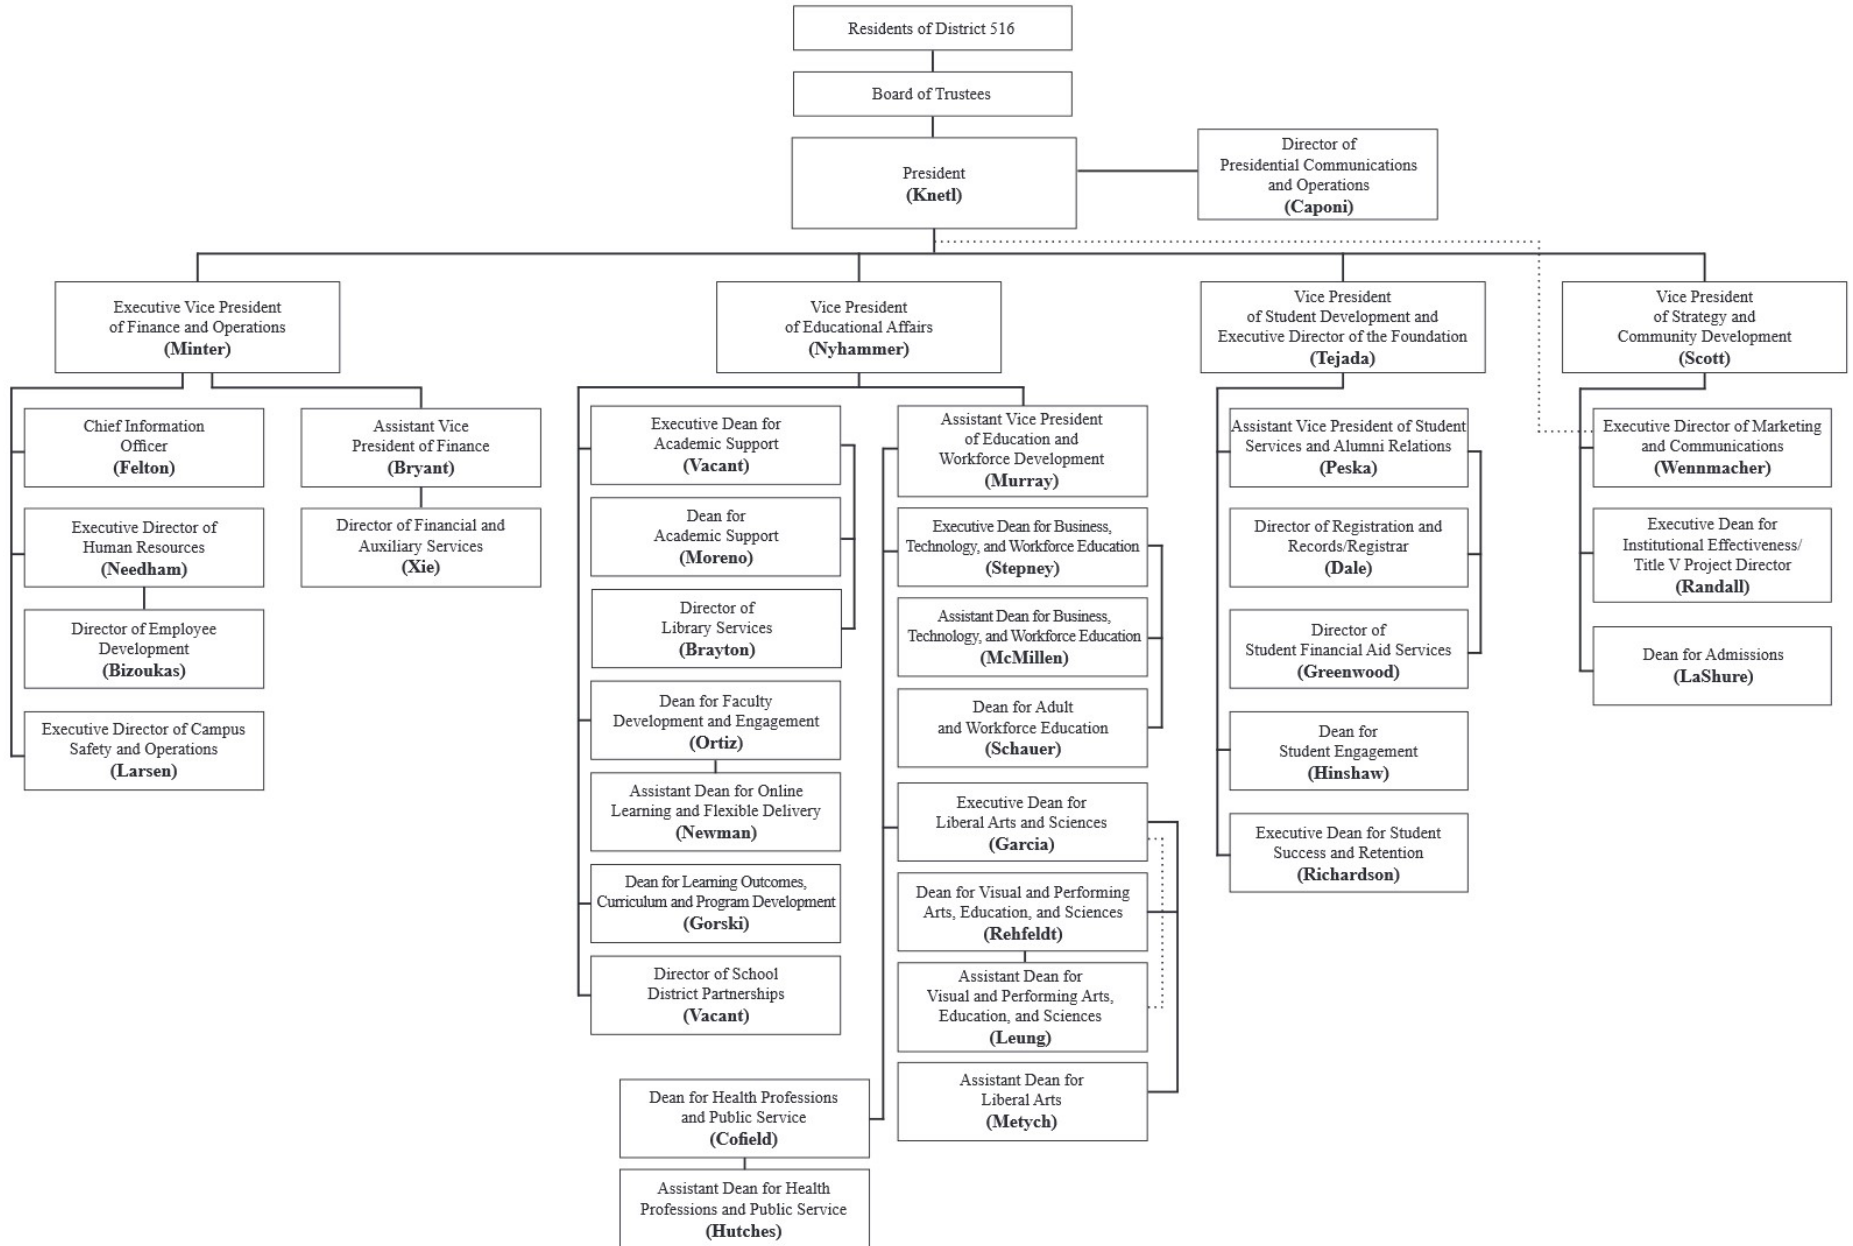 Residents of District 516
Board of Trustees
President
(Knetl)
Director of
Presidential Communications
and Operations
(Caponi)
Executive Vice President
of Finance and Operations
(Minter)
Chief Information
Officer
(Felton)
Executive Director of
Human Resources
(Needham)
Director of Employee
Development
(Bizoukas)
Executive Director of Campus
Safety and Operations
(Larsen)
Assistant Vice
President of Finance
(Bryant)
Director of Financial and
Auxiliary Services
(Xie)
Vice President
of Educational Affairs
(Nyhammer)
Executive Dean for
Academic Support
(Vacant)
Dean for
Academic Support
(Moreno)
Director of
Library Services
(Brayton)
Dean for Faculty
Development and Engagement
(Ortiz)
Assistant Dean for Online
Learning and Flexible Delivery
(Newman)
Dean for Learning Outcomes,
Curriculum and Program Development
(Gorski)
Director of School
District Partnerships
(Vacant)
Assistant Vice President
of Education and
Workforce Development
(Murray)
Executive Dean for Business,
Technology, and Workforce Education
(Stepney)
Assistant Dean for Business,
Technology, and Workforce Education
(McMillen)
Dean for Adult
and Workforce Education
(Schauer)
Executive Dean for
Liberal Arts and Sciences
(Garcia)
Dean for Visual and Performing
Arts, Education, and Sciences
(Rehfeldt)
Assistant Dean for
Visual and Performing Arts,
Education, and Sciences
(Leung)
Assistant Dean for
Liberal Arts
(Metych)
Dean for Health Professions
and Public Service
(Cofield)
Assistant Dean for Health
Professions and Public Service
(Hutches)
Vice President
of Student Development and
Executive Director of the Foundation
(Tejada)
Assistant Vice President of Student
Services and Alumni Relations
(Peska)
Director of Registration and
Records/Registrar
(Dale)
Director of
Student Financial Aid Services
(Greenwood)
Dean for
Student Engagement
(Hinshaw)
Executive Dean for Student
Success and Retention
(Richardson)
Vice President
of Strategy and
Community Development
(Scott)
Executive Director of Marketing
and Communications
(Wennmacher)
Executive Dean for
Institutional Effectiveness/
Title V Project Director
(Randall)
Dean for Admissions
(LaShure)